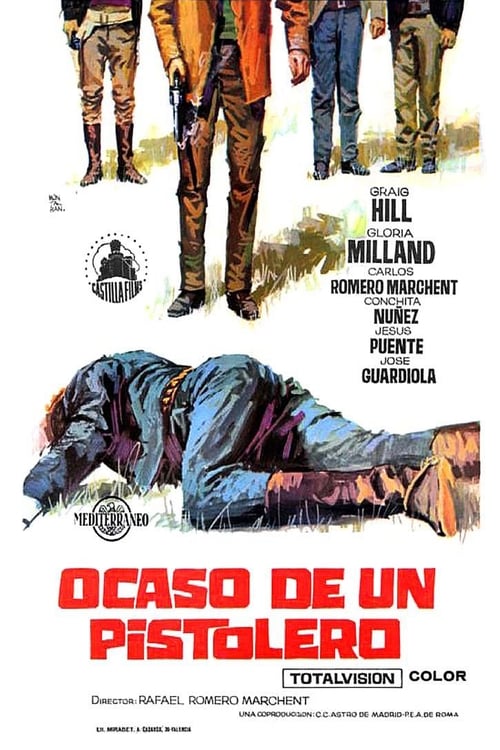 GRAIG
HILL
GLORIA
MILLAND
CARLOS
ROMERO MARCHENT
CONCHITA
NUÑEZ
JESUS
PUENTE
JOSE
GUARDIOLA
CASTILLA FILMS
MEDITERRANEO
OCASO DE UN
PISTOLERO
TOTALVISION COLOR
DIRECTOR: RAFAEL ROMERO MARCHENT
UNA COPRODUCCION: C.C. ASTRO DE MADRID-P.E.A. DE ROMA